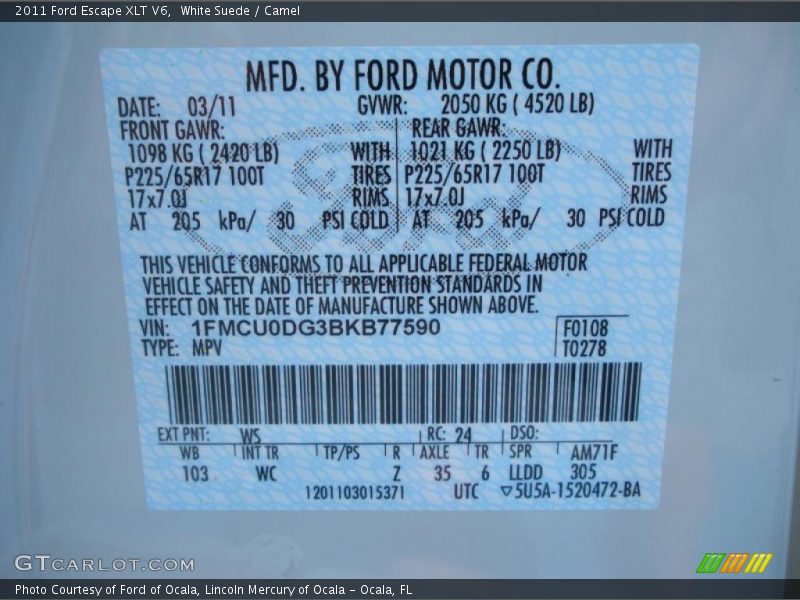 2011 Ford Escape XLT V6,  White Suede / Camel
MFD. BY FORD MOTOR CO.
DATE: 03/11 GVWR: 2050 KG ( 4520 LB)
FRONT GAWR: REAR GAWR:
1098 KG ( 2420 LB) WITH 1021 KG ( 2250 LB) WITH
P225/65R17 100T TIRES P225/65R17 100T TIRES
17x7.0J RIMS 17x7.0J RIMS
AT 205 kPa/ 30 PSI COLD AT 205 kPa/ 30 PSI COLD
THIS VEHICLE CONFORMS TO ALL APPLICABLE FEDERAL MOTOR
VEHICLE SAFETY AND THEFT PREVENTION STANDARDS IN
EFFECT ON THE DATE OF MANUFACTURE SHOWN ABOVE.
VIN: 1FMCU0DG3BKB77590 F0108
TYPE: MPV T0278
EXT PNT: WS RC: 24 DSO:
WB INT TR TP/PS R AXLE TR SPR AM71F
103 WC Z 35 6 LLDD 305
1201103015371 UTC ▽5U5A-1520472-BA
GTCARLOT.COM
Photo Courtesy of Ford of Ocala, Lincoln Mercury of Ocala – Ocala, FL